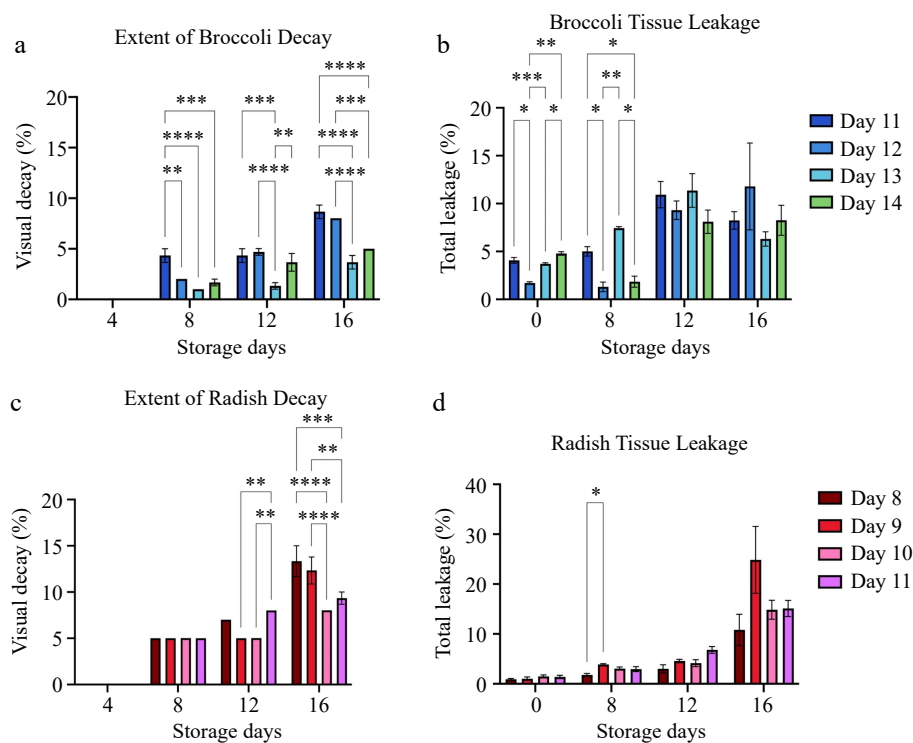 a
Extent of Broccoli Decay
****
*** *** ***
** ****
**** ****
** ****
Visual decay (%)
20
15
10
5
0
4 8 12 16
Storage days
b
Broccoli Tissue Leakage
** *
*** **
* * * *
Total leakage (%)
20
15
10
5
0
0 8 12 16
Storage days
Day 11
Day 12
Day 13
Day 14
c
Extent of Radish Decay
***
**
** ****
** ****
Visual decay (%)
20
15
10
5
0
4 8 12 16
Storage days
d
Radish Tissue Leakage
*
Total leakage (%)
40
30
20
10
0
0 8 12 16
Storage days
Day 8
Day 9
Day 10
Day 11